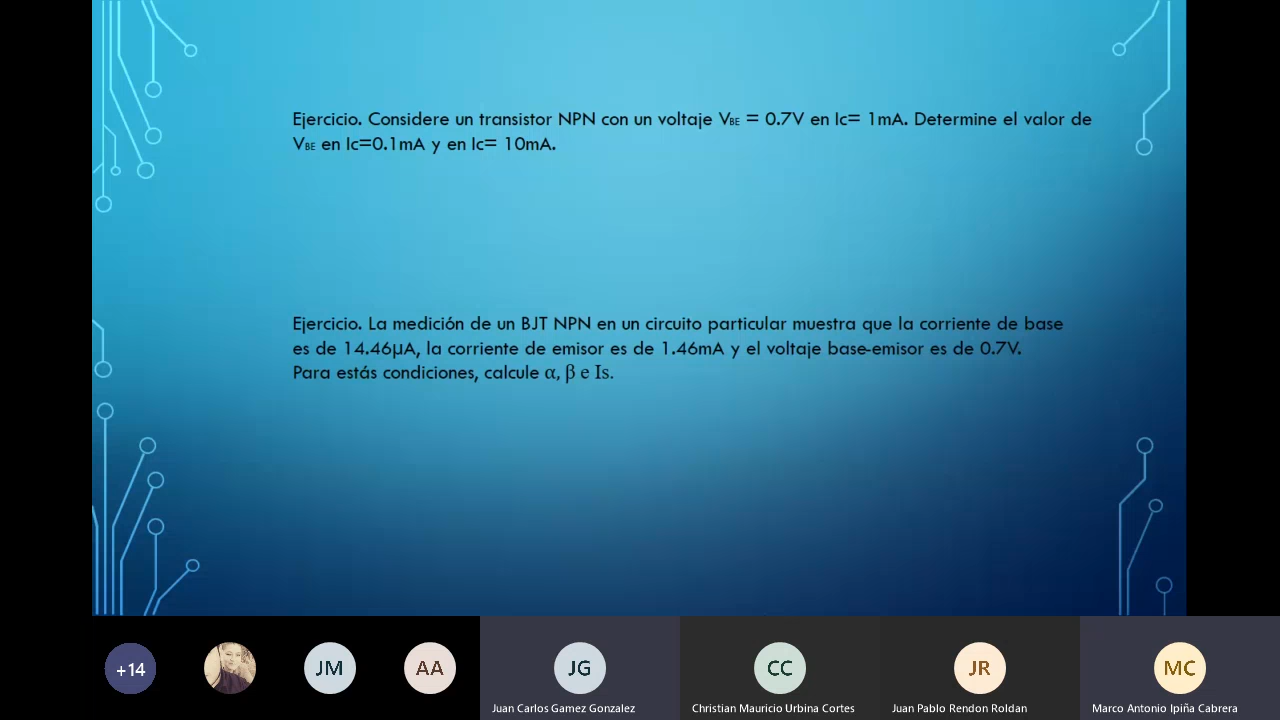 Ejercicio. Considere un transistor NPN con un voltaje VBE = 0.7V en Ic= 1mA. Determine el valor de
VBE en Ic=0.1mA y en Ic= 10mA.
Ejercicio. La medición de un BJT NPN en un circuito particular muestra que la corriente de base
es de 14.46µA, la corriente de emisor es de 1.46mA y el voltaje base-emisor es de 0.7V.
Para estás condiciones, calcule α, β e Is.
+14
JM
AA
JG
CC
JR
MC
Juan Carlos Gamez Gonzalez
Christian Mauricio Urbina Cortes
Juan Pablo Rendon Roldan
Marco Antonio Ipiña Cabrera